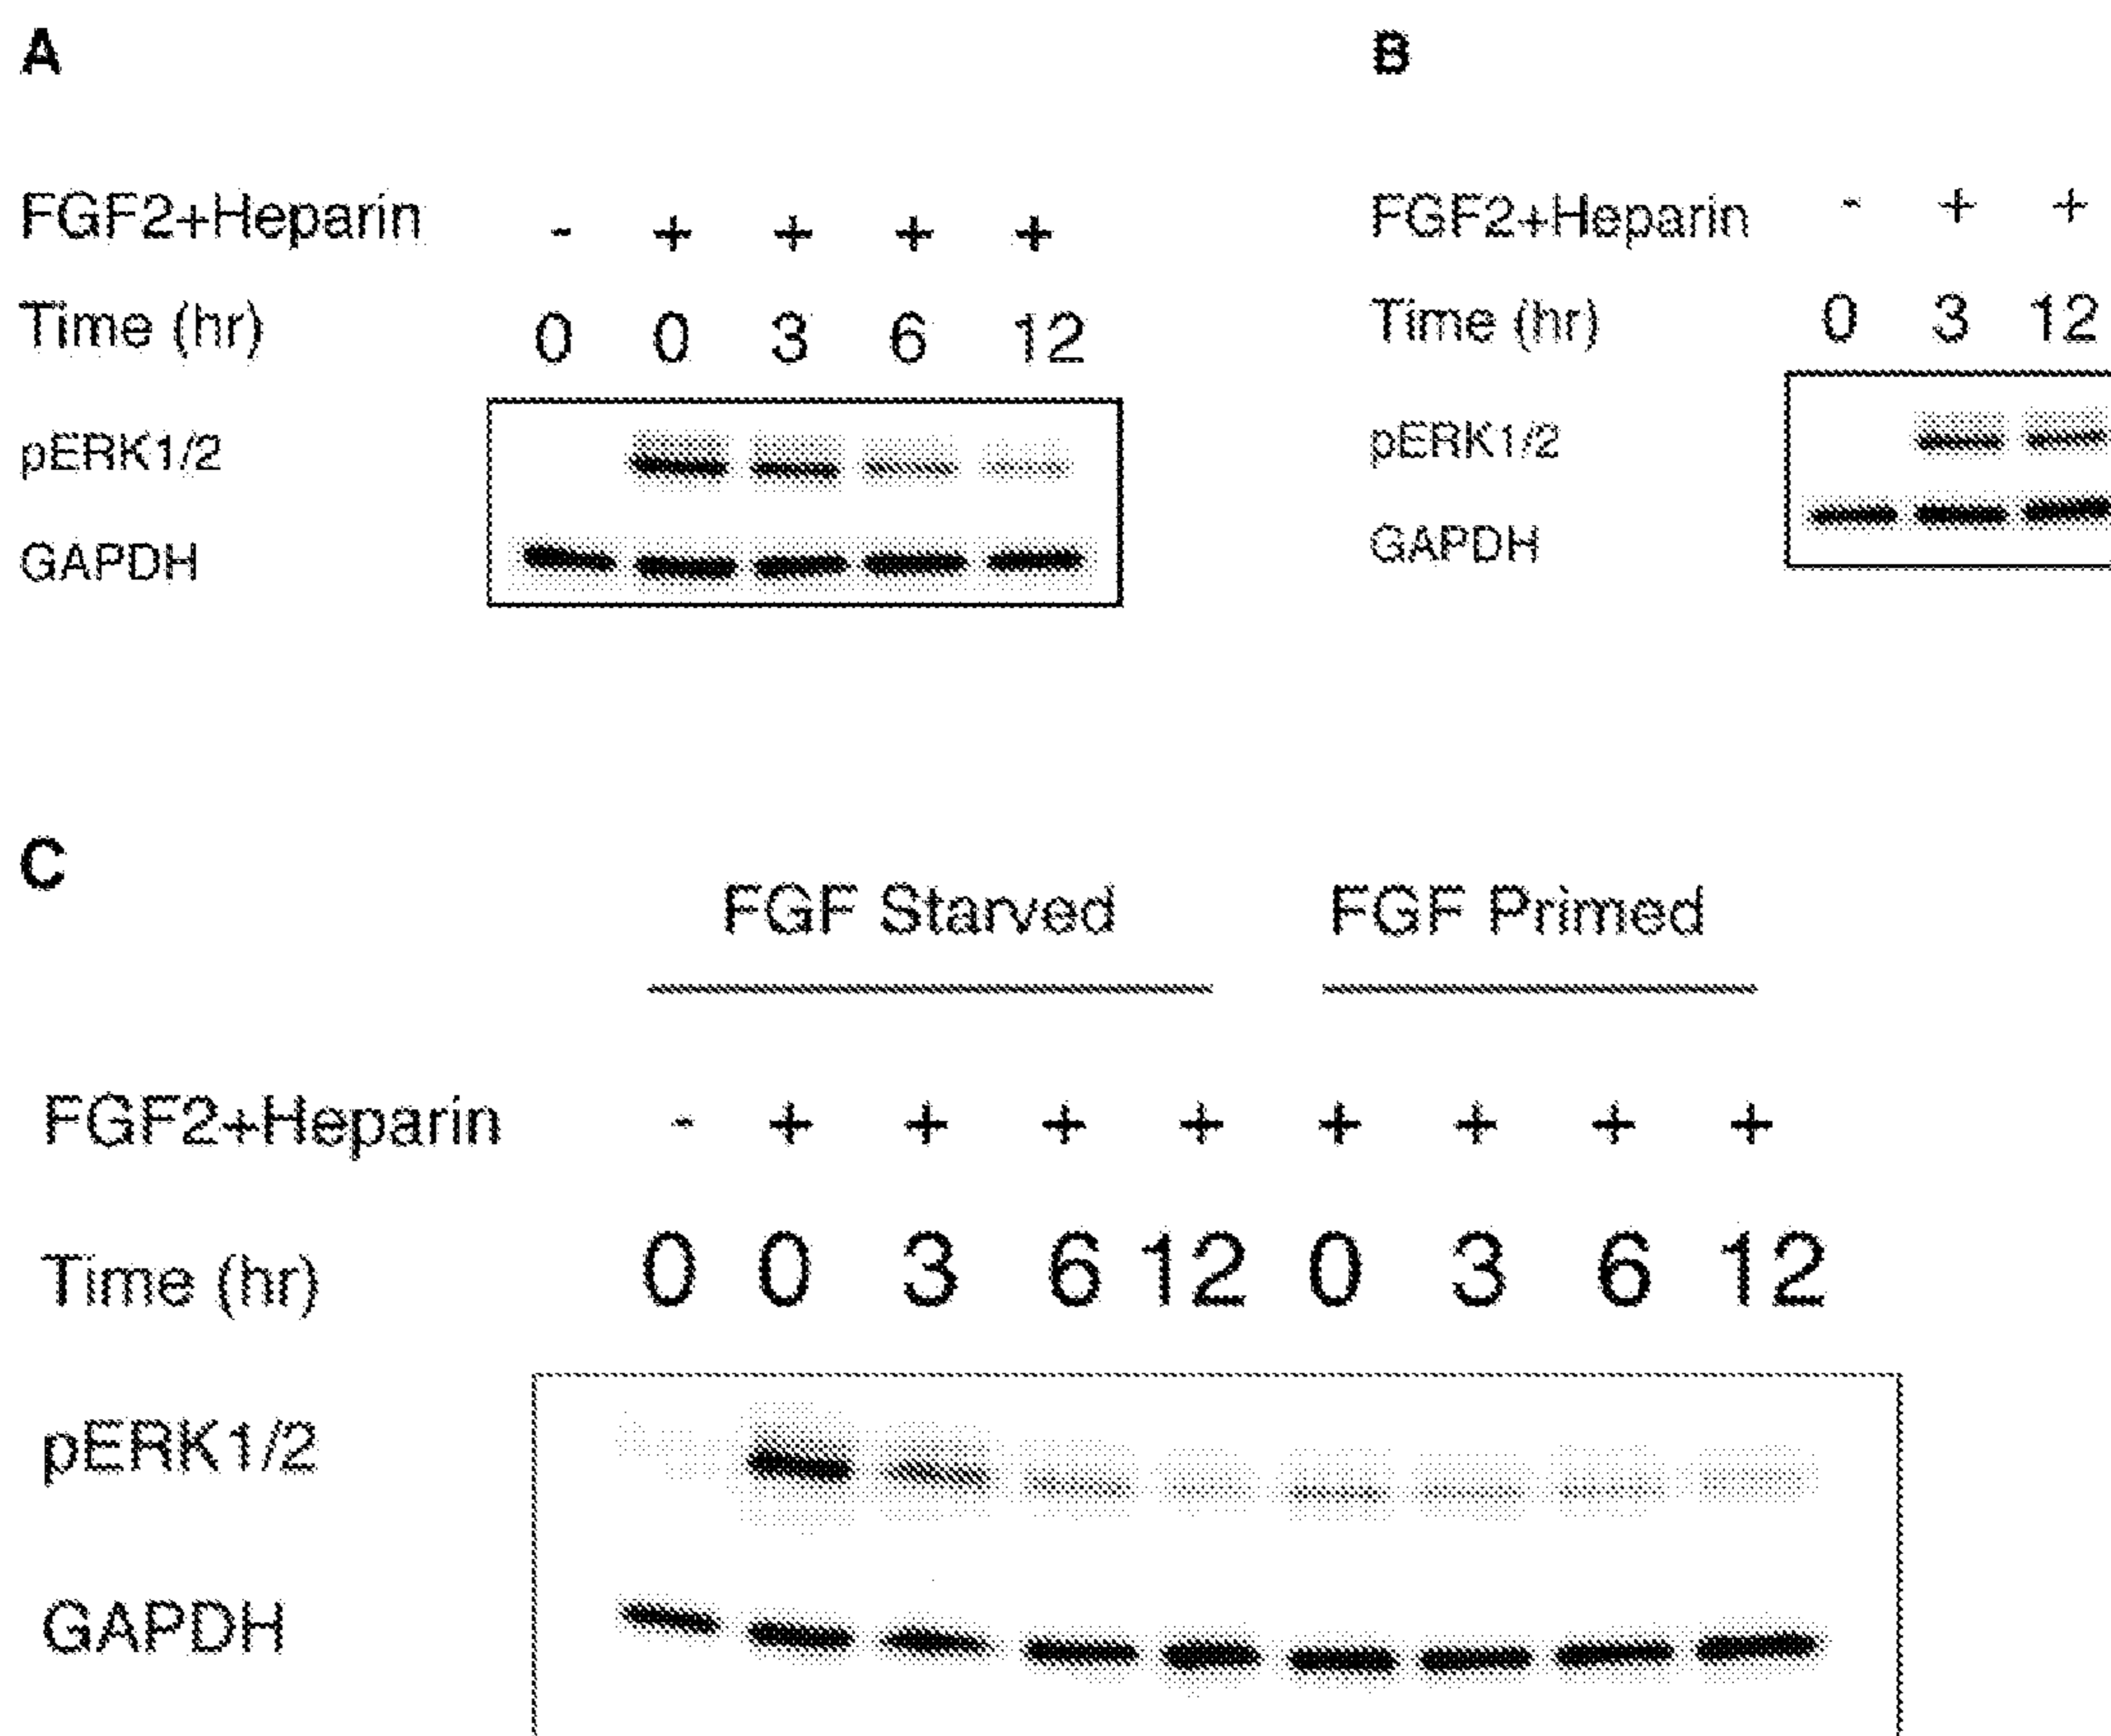 A
FGF2+Heparin - + + + +
Time (hr) 0 0 3 6 12
pERK1/2
GAPDH
B
FGF2+Heparin - + +
Time (hr) 0 3 12
pERK1/2
GAPDH
C
FGF Starved FGF Primed
FGF2+Heparin - + + + + + + + +
Time (hr) 0 0 3 6 12 0 3 6 12
pERK1/2
GAPDH